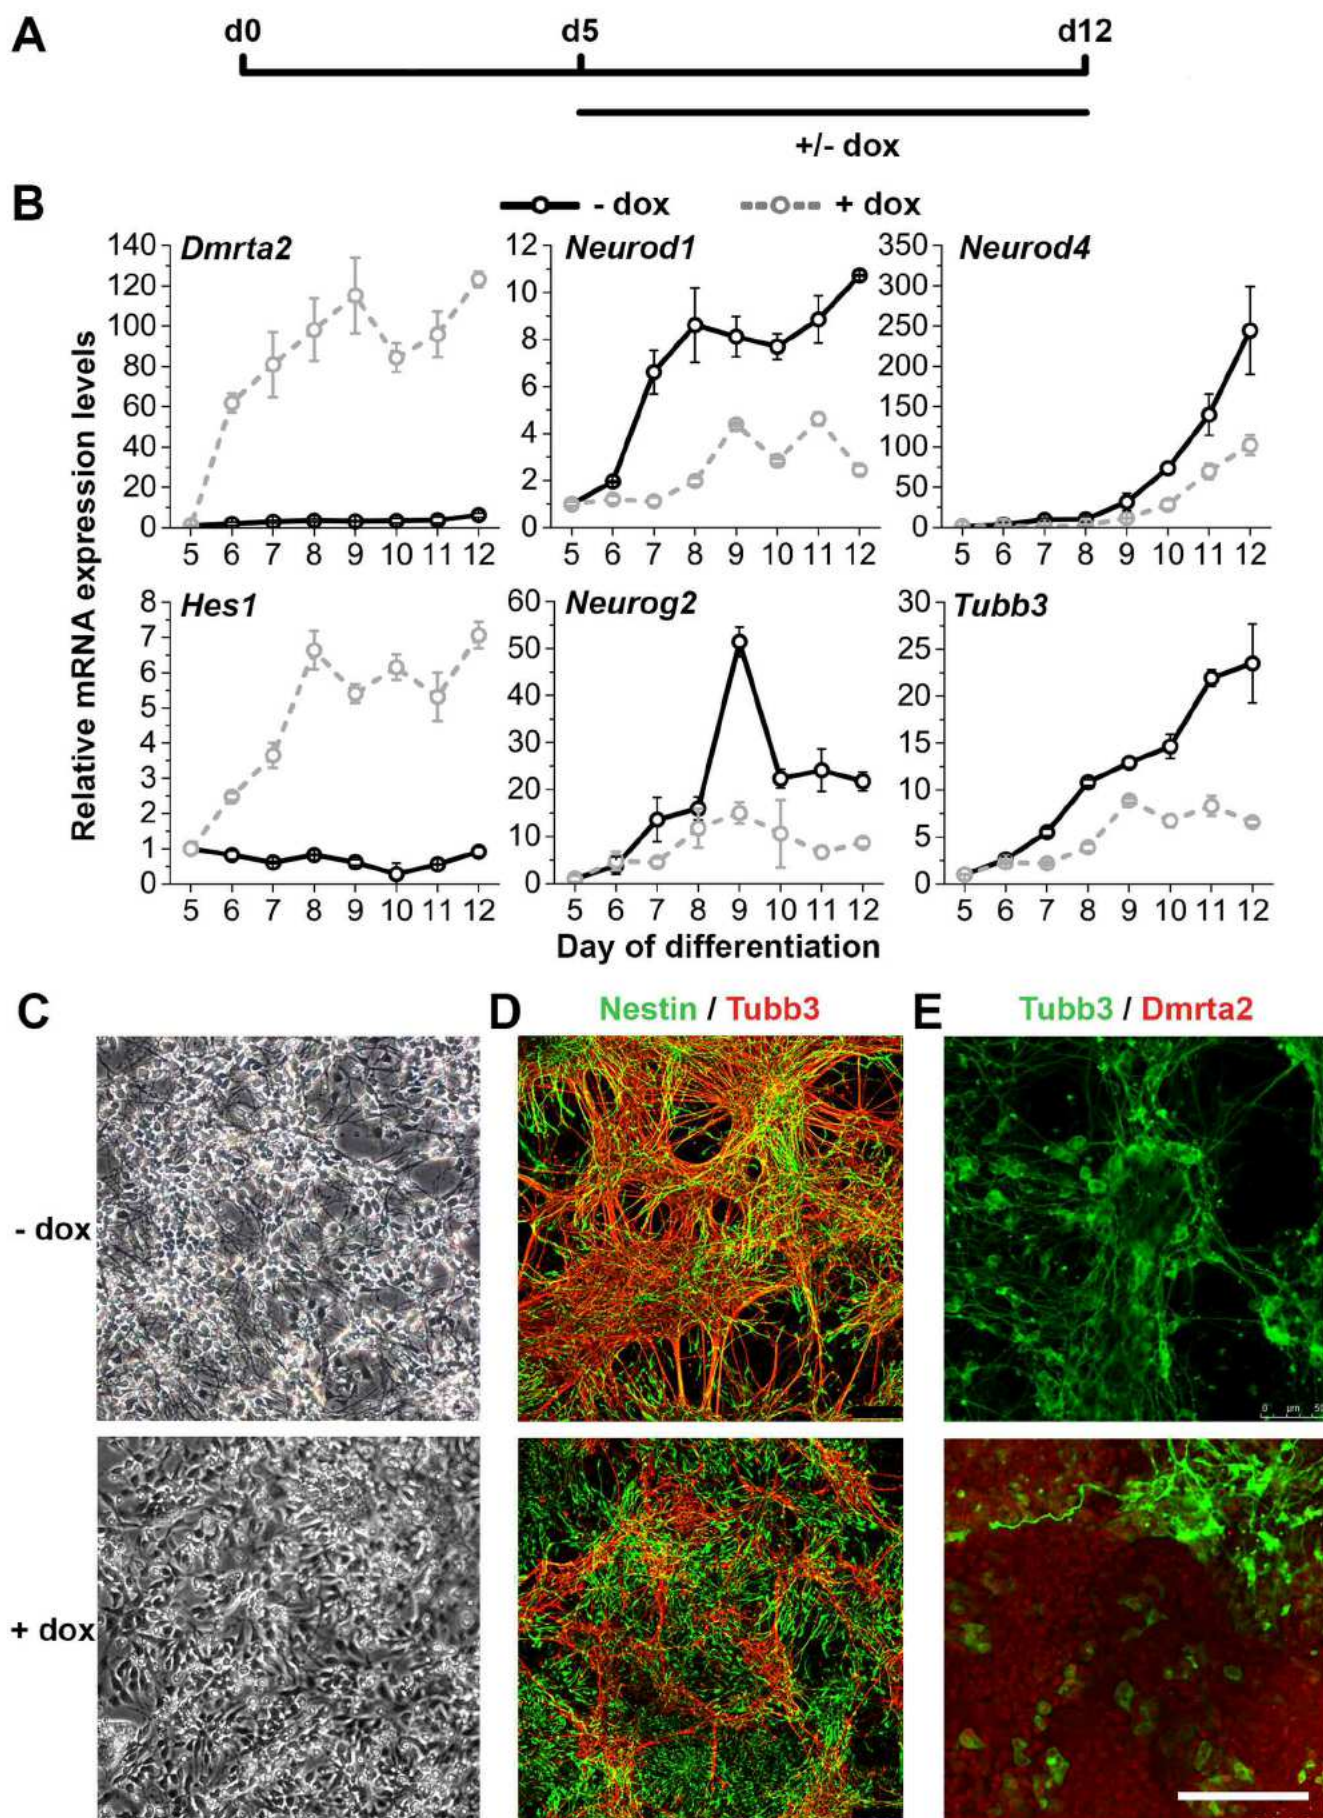 A
d0 d5 d12
+/- dox
B
- dox + dox
Relative mRNA expression levels
Dmrta2
140
120
100
80
60
40
20
0
5 6 7 8 9 10 11 12
Neurod1
12
10
8
6
4
2
0
5 6 7 8 9 10 11 12
Neurod4
350
300
250
200
150
100
50
0
5 6 7 8 9 10 11 12
Hes1
8
7
6
5
4
3
2
1
0
5 6 7 8 9 10 11 12
Neurog2
60
50
40
30
20
10
0
5 6 7 8 9 10 11 12
Tubb3
30
25
20
15
10
5
0
5 6 7 8 9 10 11 12
Day of differentiation
C
D Nestin / Tubb3
E Tubb3 / Dmrta2
- dox
0 µm 50
+ dox